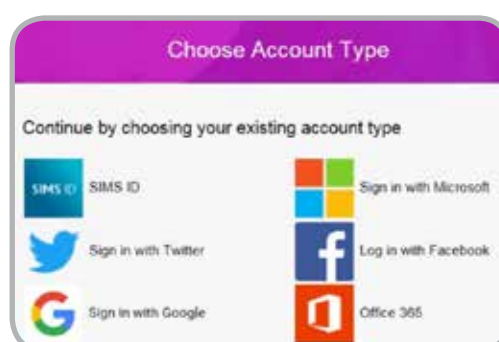 Choose Account Type
Continue by choosing your existing account type
SIMS ID SIMS ID
Sign in with Microsoft
Sign in with Twitter
Log in with Facebook
Sign in with Google
Office 365